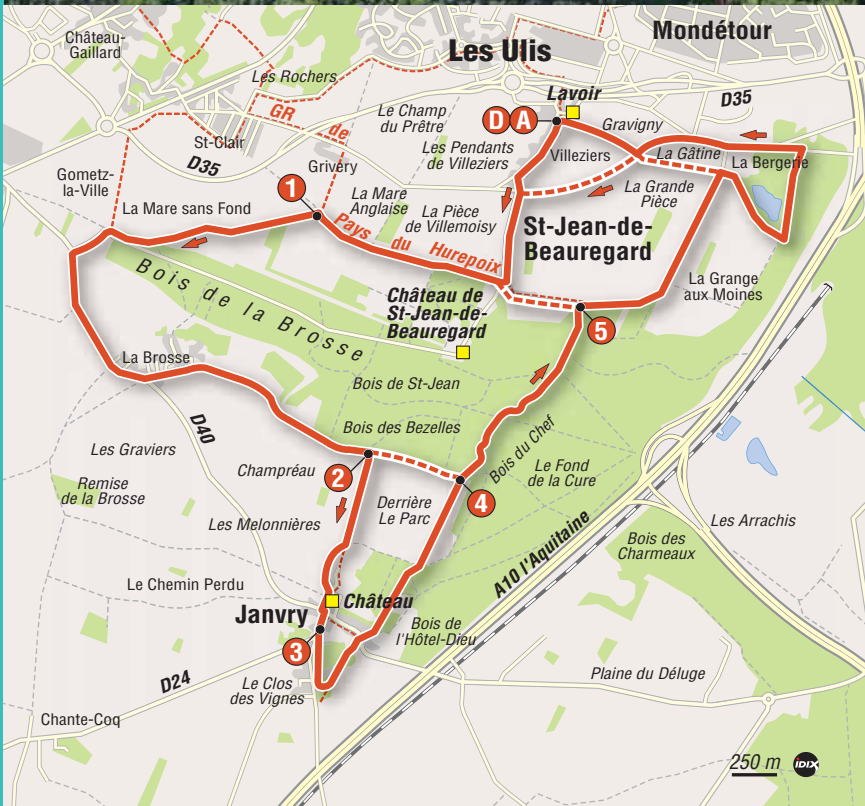 Château-
Gaillard
Les Ulis
Mondétour
Les Rochers
Lavoir
D35
GR de
Le Champ
du Prêtre
D A
Gravigny
St-Clair
Les Pendants
de Villeziers
Villeziers
La Gâtine
La Bergerie
D35
Grivery
Gometz-
la-Ville
1
La Mare
Anglaise
La Grande
Pièce
La Mare sans Fond
La Pièce
de Villemoisy
St-Jean-de-
Beauregard
Pays du Hurepoix
Bois de la Brosse
Château de
St-Jean-de-
Beauregard
La Grange
aux Moines
5
La Brosse
Bois de St-Jean
D40
Bois des Bezelles
Bois du Chef
Les Graviers
Champréau
2
Le Fond
de la Cure
Remise
de la Brosse
4
Derrière
Le Parc
Les Melonnières
Les Arrachis
A10 l'Aquitaine
Bois des
Charmeaux
Le Chemin Perdu
Château
Janvry
Bois de
l'Hôtel-Dieu
3
D24
Le Clos
des Vignes
Plaine du Déluge
Chante-Coq
250 m
iDIX